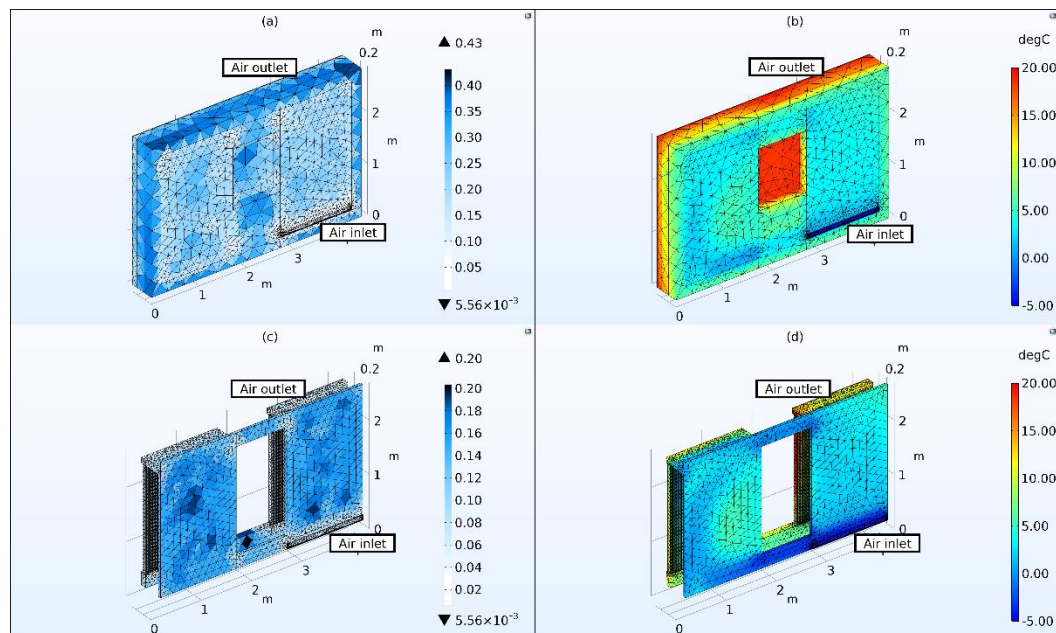 (a)
m
0.2
Air outlet
2
m
1
0
Air inlet
3
2
m
1
0
▲ 0.43
0.40
0.35
0.30
0.25
0.20
0.15
0.10
0.05
▼ 5.56×10⁻³
(b)
m
0.2
Air outlet
2
m
1
0
Air inlet
3
2
m
1
0
degC
20.00
15.00
10.00
5.00
0.00
-5.00
(c)
m
0.2
Air outlet
2
m
1
0
Air inlet
3
2
m
1
0
▲ 0.20
0.20
0.18
0.16
0.14
0.12
0.10
0.08
0.06
0.04
0.02
▼ 5.56×10⁻³
(d)
m
0.2
Air outlet
2
m
1
0
Air inlet
3
2
m
1
0
degC
20.00
15.00
10.00
5.00
0.00
-5.00